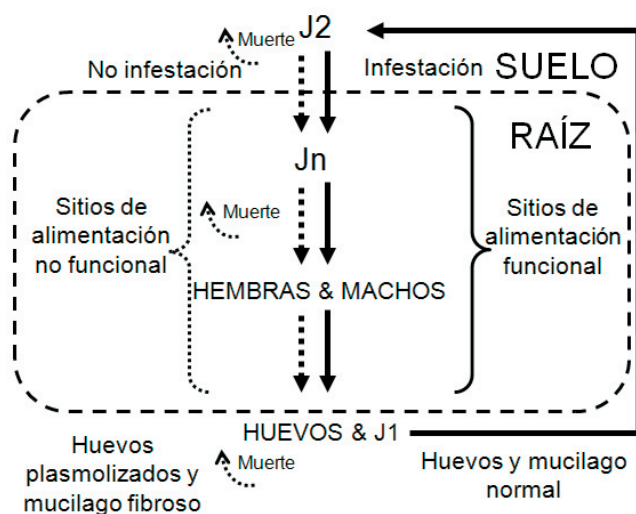 Muerte J2
No infestación
Infestación SUELO
RAÍZ
Jn
Sitios de
alimentación
no funcional
Muerte
Sitios de
alimentación
funcional
HEMBRAS & MACHOS
HUEVOS & J1
Huevos
plasmolizados y
mucilago fibroso
Muerte
Huevos y mucilago
normal